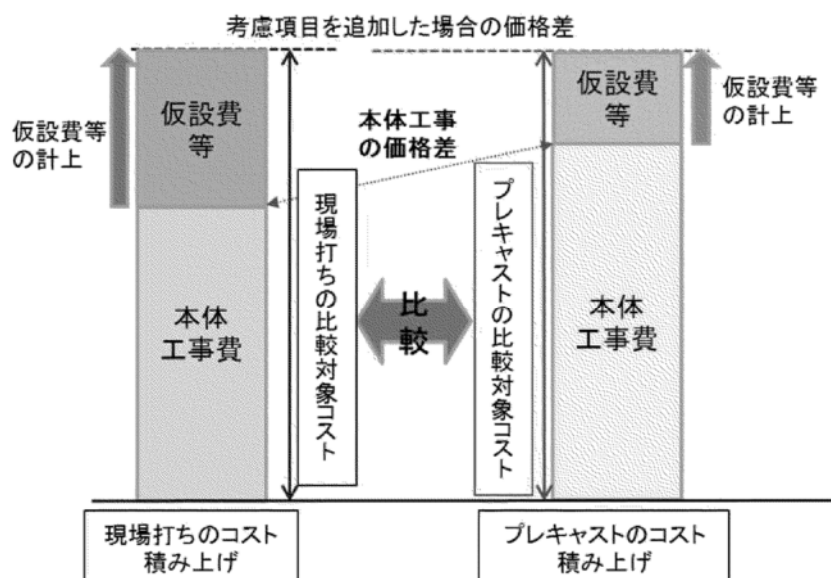 考慮項目を追加した場合の価格差
仮設費等
の計上
仮設費
等
本体
工事費
本体工事
の価格差
現場打ちの比較対象コスト
比
較
プレキャストの比較対象コスト
仮設費
等
本体
工事費
仮設費等
の計上
現場打ちのコスト
積み上げ
プレキャストのコスト
積み上げ